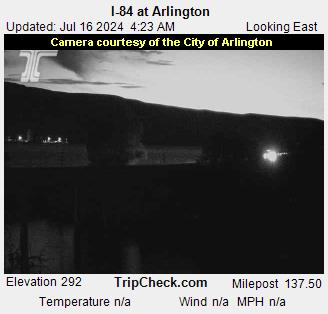 I-84 at Arlington
Updated: Jul 16 2024 4:23 AM Looking East
Camera courtesy of the City of Arlington
Elevation 292 TripCheck.com Milepost 137.50
Temperature n/a Wind n/a MPH n/a